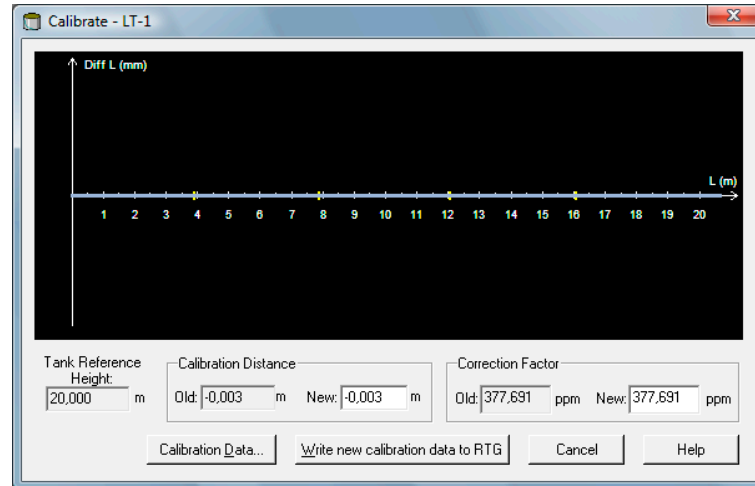 Calibrate - LT-1
Diff L (mm)
L (m)
1 2 3 4 5 6 7 8 9 10 11 12 13 14 15 16 17 18 19 20
Tank Reference
Height:
20,000 m
Calibration Distance
Old: -0,003 m New: -0,003 m
Correction Factor
Old: 377,691 ppm New: 377,691 ppm
Calibration Data... Write new calibration data to RTG Cancel Help